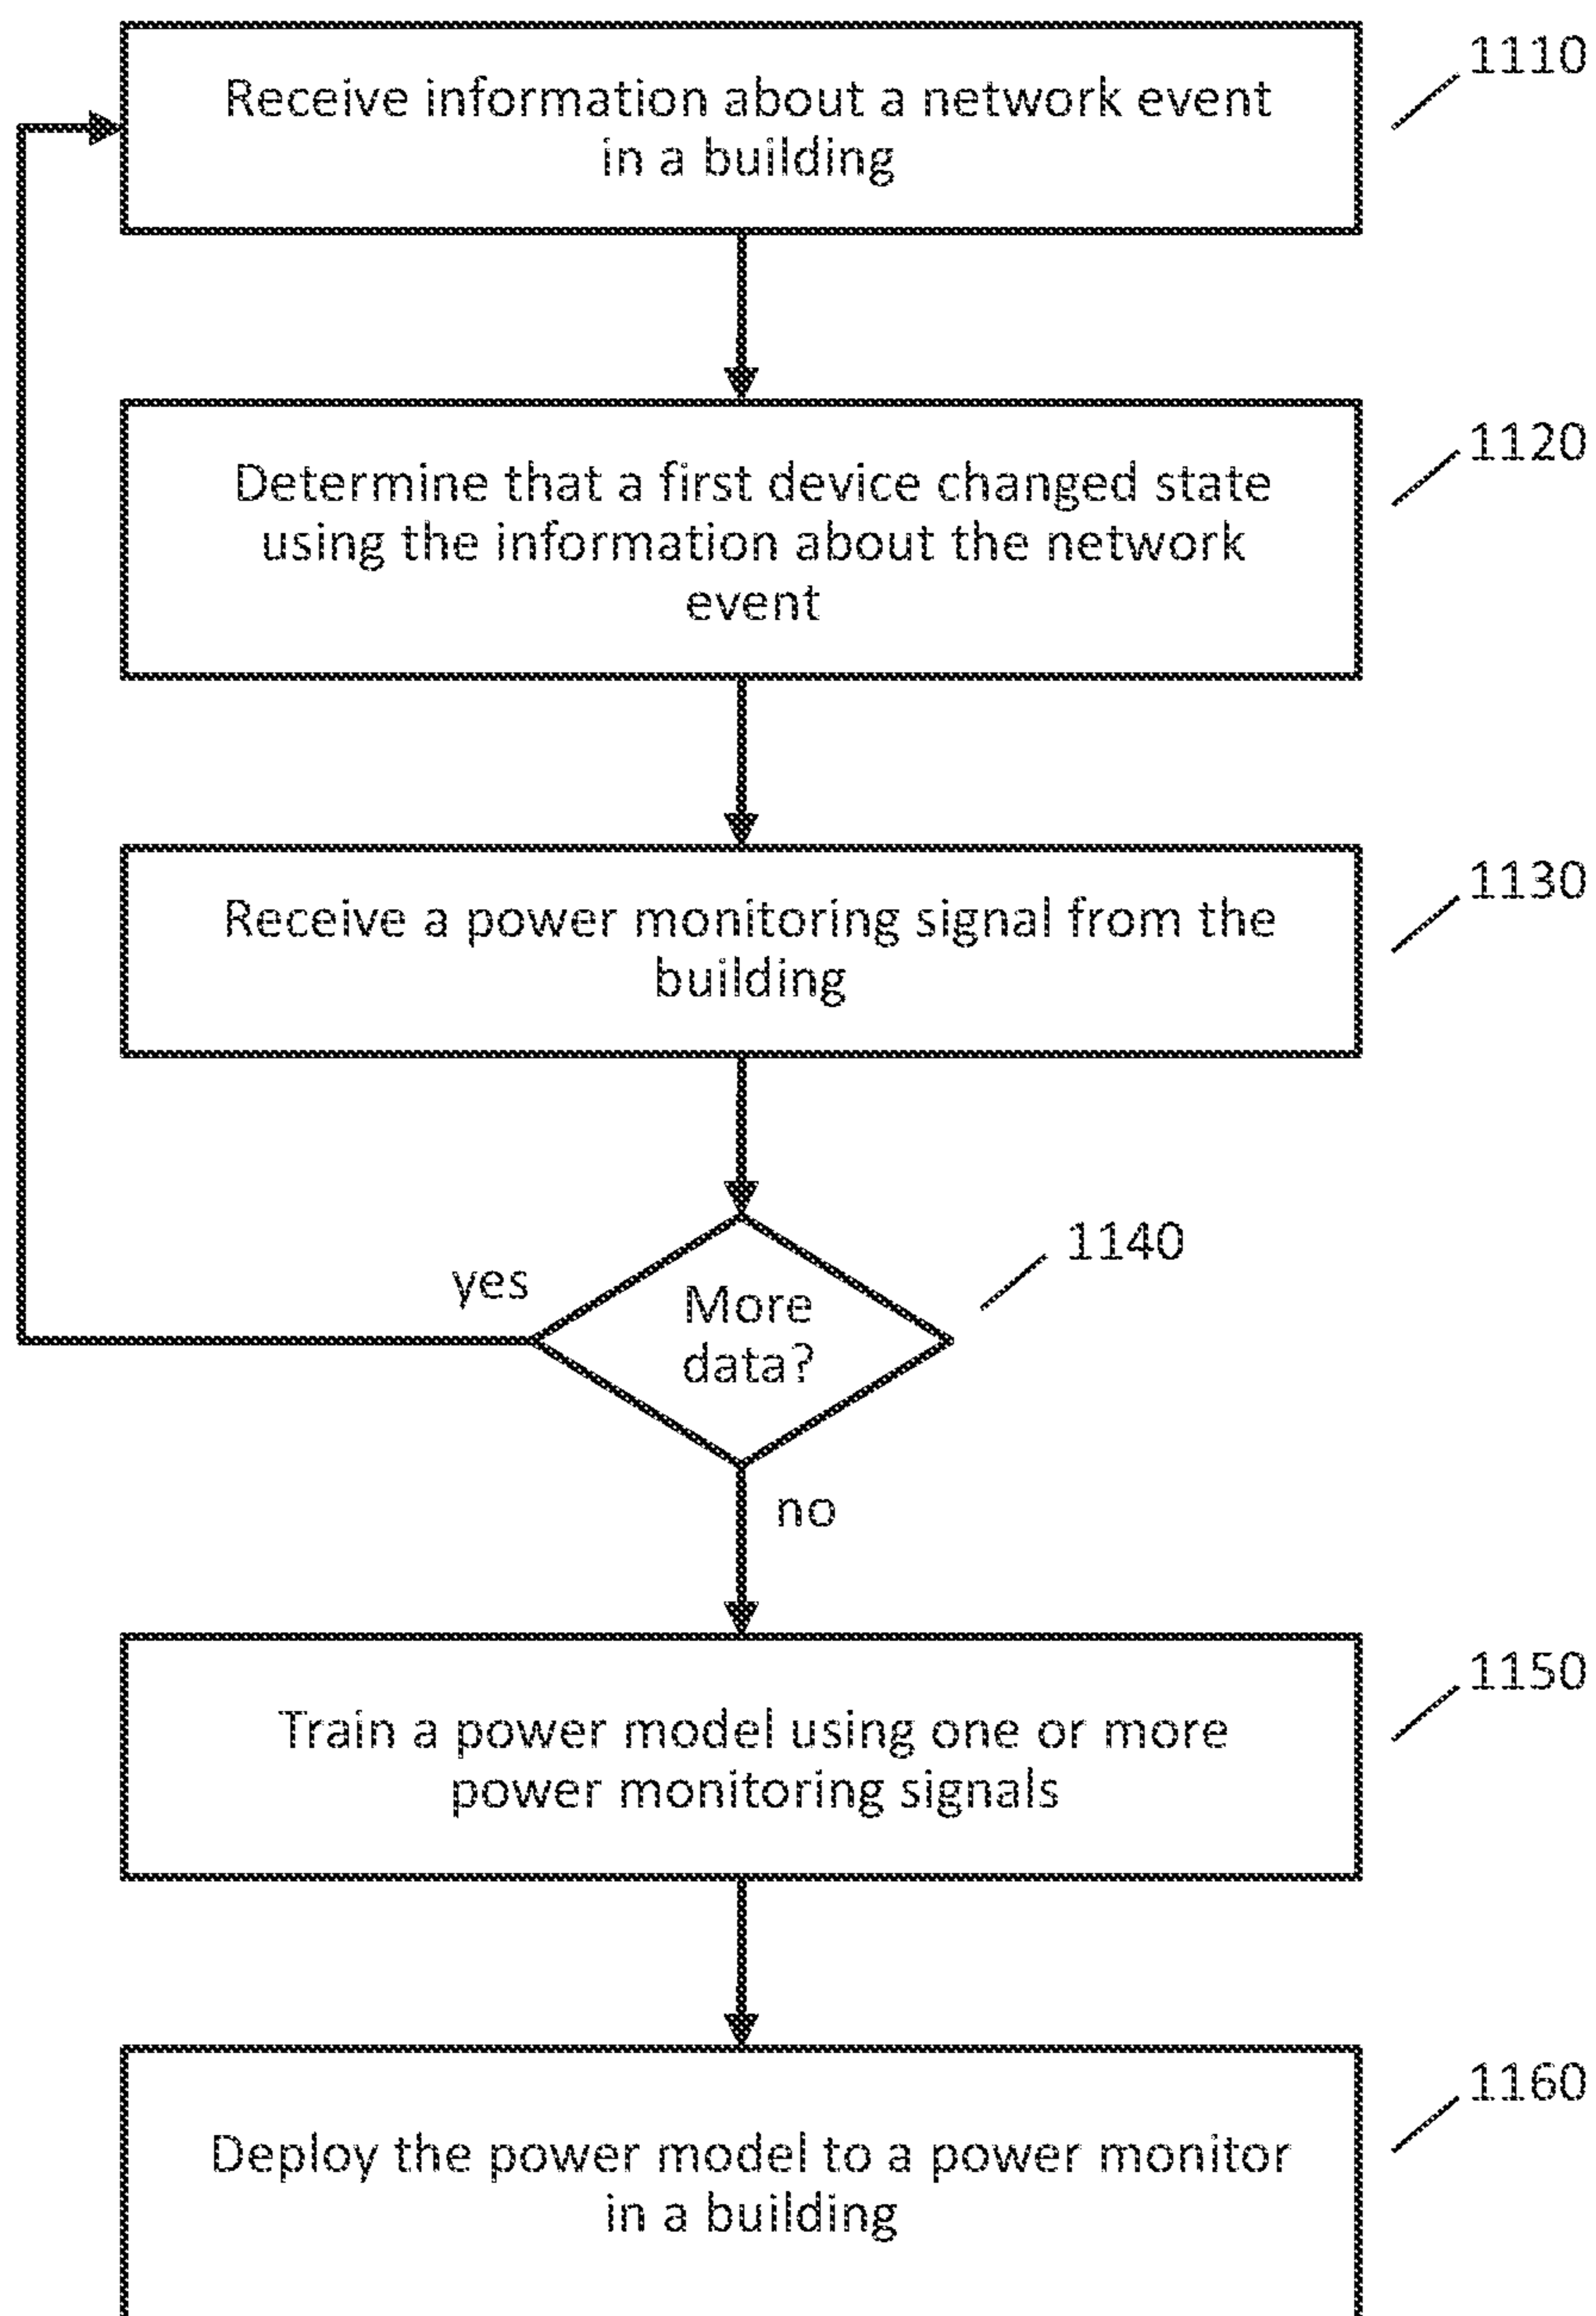 1110
Receive information about a network event
in a building
1120
Determine that a first device changed state
using the information about the network
event
1130
Receive a power monitoring signal from the
building
1140
yes
More
data?
no
1150
Train a power model using one or more
power monitoring signals
1160
Deploy the power model to a power monitor
in a building